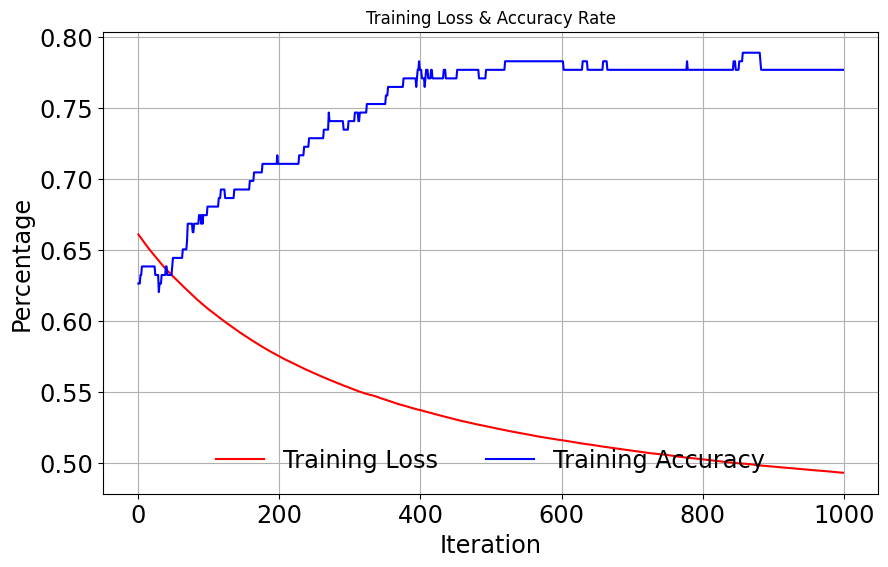 Training Loss & Accuracy Rate
0.80
0.75
0.70
0.65
0.60
0.55
0.50
Percentage
Training Loss
Training Accuracy
0
200
400
600
800
1000
Iteration